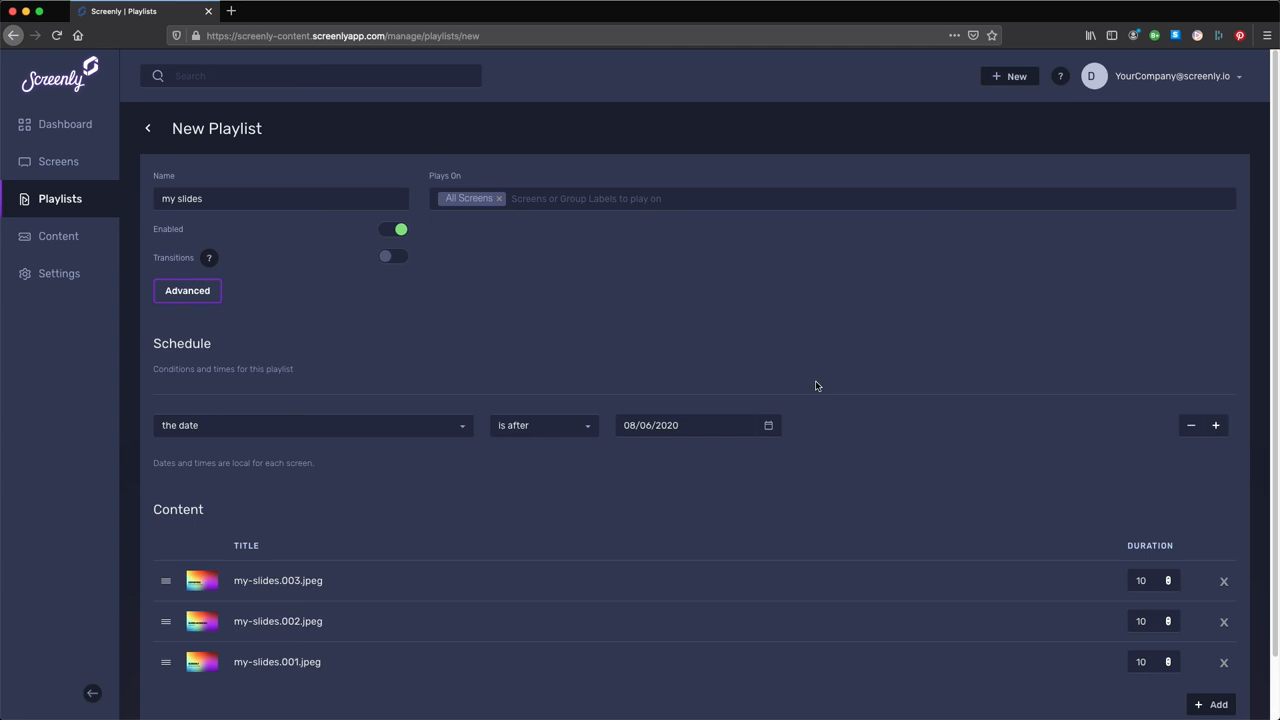 Screenly | Playlists
https://screenly-content.screenlyapp.com/manage/playlists/new
Screenly
Search
New
?
D
YourCompany@screenly.io
Dashboard
Screens
Playlists
Content
Settings
New Playlist
Name
Plays On
my slides
All Screens ×
Screens or Group Labels to play on
Enabled
Transitions ?
Advanced
Schedule
Conditions and times for this playlist
the date
is after
08/06/2020
Dates and times are local for each screen.
Content
TITLE
DURATION
my-slides.003.jpeg
10
X
my-slides.002.jpeg
10
X
my-slides.001.jpeg
10
X
+ Add